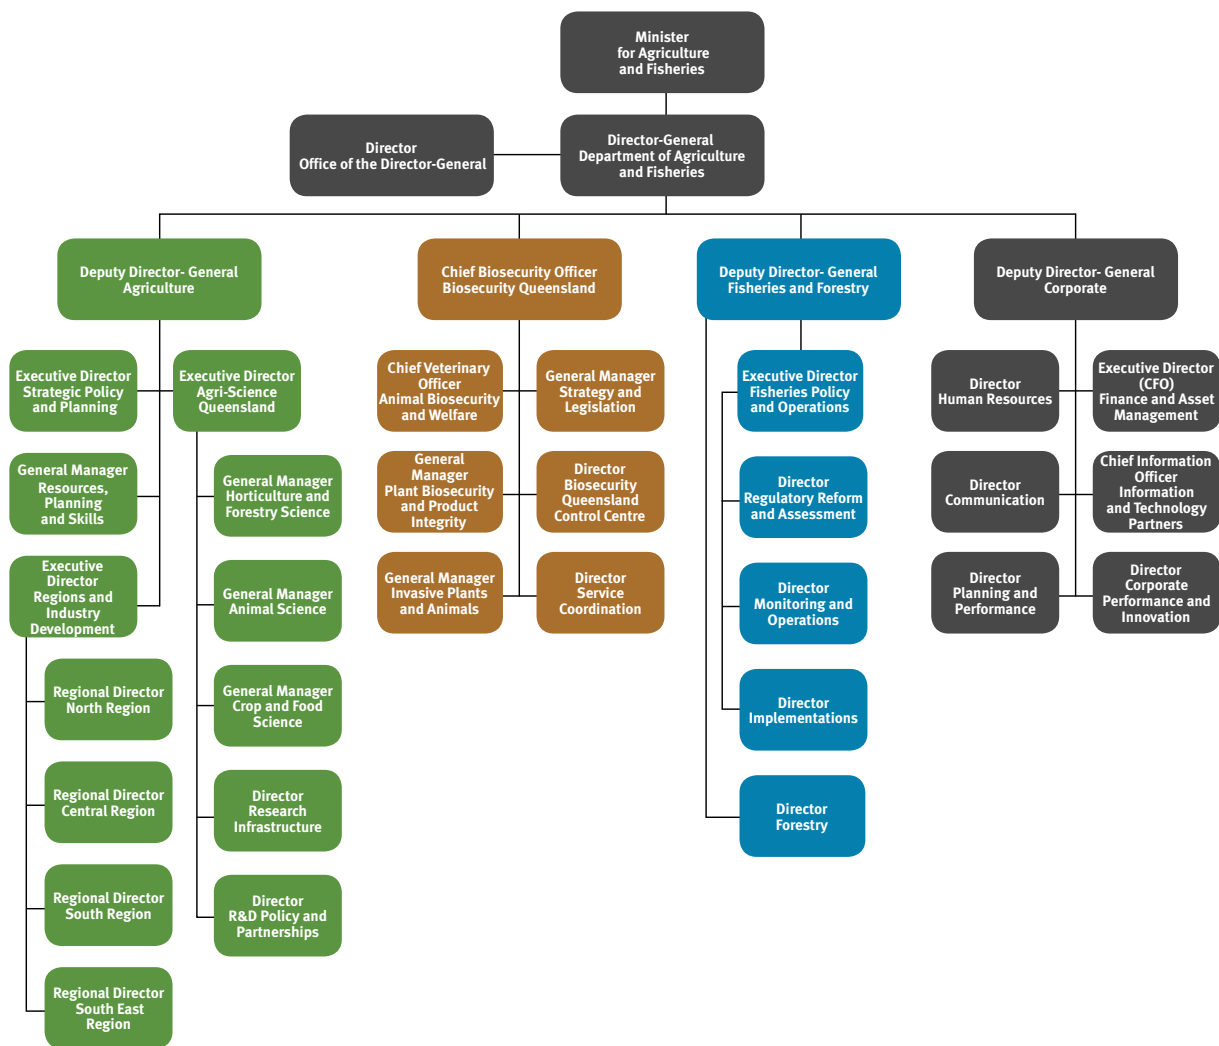 Minister
for Agriculture
and Fisheries
Director
Office of the Director-General
Director-General
Department of Agriculture
and Fisheries
Deputy Director- General
Agriculture
Chief Biosecurity Officer
Biosecurity Queensland
Deputy Director- General
Fisheries and Forestry
Deputy Director- General
Corporate
Executive Director
Strategic Policy
and Planning
Executive Director
Agri-Science
Queensland
General Manager
Resources,
Planning
and Skills
General Manager
Horticulture and
Forestry Science
Executive
Director
Regions and
Industry
Development
General Manager
Animal Science
Regional Director
North Region
General Manager
Crop and Food
Science
Regional Director
Central Region
Director
Research
Infrastructure
Regional Director
South Region
Director
R&D Policy and
Partnerships
Regional Director
South East
Region
Chief Veterinary
Officer
Animal Biosecurity
and Welfare
General Manager
Strategy and
Legislation
General
Manager
Plant Biosecurity
and Product
Integrity
Director
Biosecurity
Queensland
Control Centre
General Manager
Invasive Plants
and Animals
Director
Service
Coordination
Executive Director
Fisheries Policy
and Operations
Director
Regulatory Reform
and Assessment
Director
Monitoring and
Operations
Director
Implementations
Director
Forestry
Director
Human Resources
Executive Director
(CFO)
Finance and Asset
Management
Director
Communication
Chief Information
Officer
Information
and Technology
Partners
Director
Planning and
Performance
Director
Corporate
Performance and
Innovation